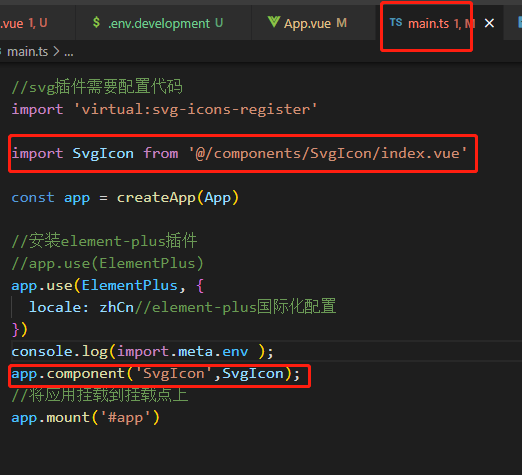 .vue 1, U
$ .env.development U
App.vue M
TS main.ts 1, M
main.ts > ...
//svg插件需要配置代码
import 'virtual:svg-icons-register'
import SvgIcon from '@/components/SvgIcon/index.vue'
const app = createApp(App)
//安装element-plus插件
//app.use(ElementPlus)
app.use(ElementPlus, {
locale: zhCn//element-plus国际化配置
})
console.log(import.meta.env );
app.component('SvgIcon',SvgIcon);
//将应用挂载到挂载点上
app.mount('#app')